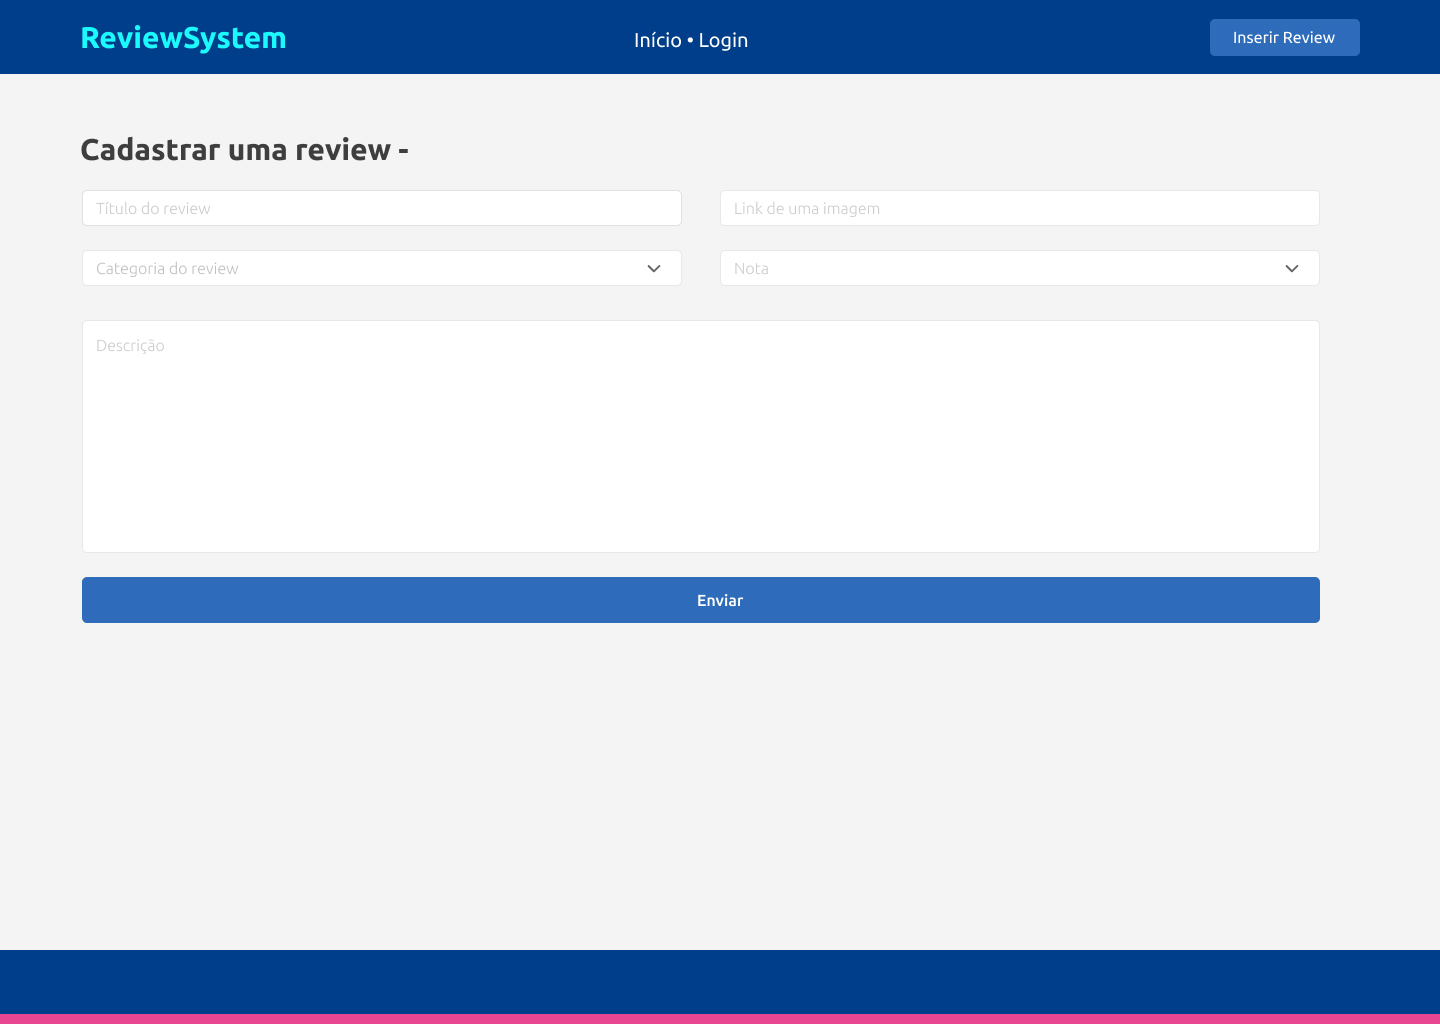 ReviewSystem
Início • Login
Inserir Review
Cadastrar uma review -
Título do review
Link de uma imagem
Categoria do review
Nota
Descrição
Enviar